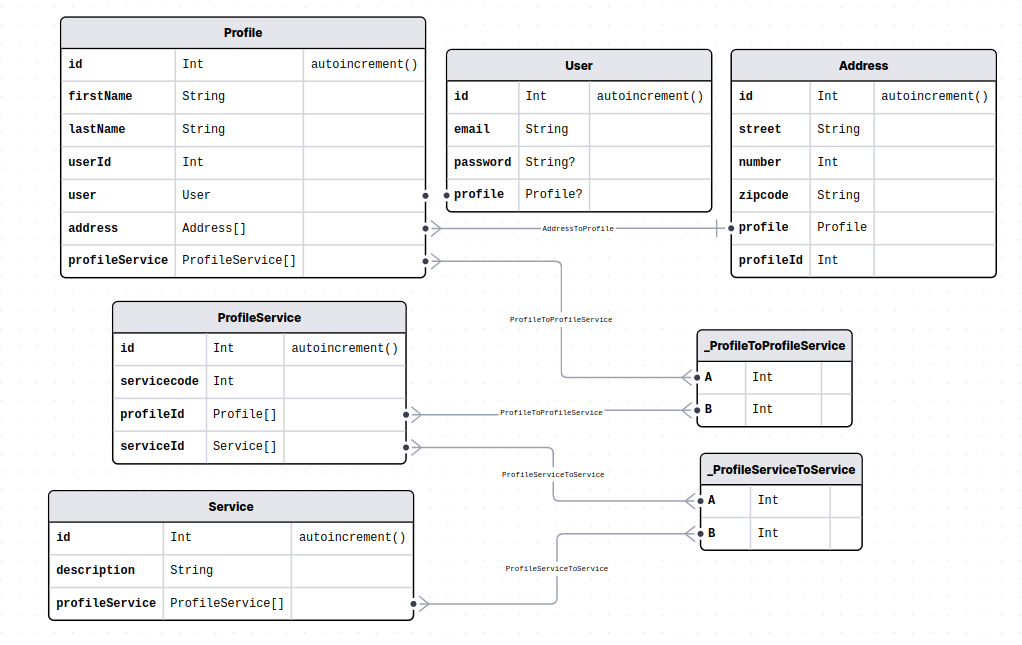 Profile
id Int autoincrement()
firstName String
lastName String
userId Int
user User
address Address[]
profileService ProfileService[]
User
id Int autoincrement()
email String
password String?
profile Profile?
Address
id Int autoincrement()
street String
number Int
zipcode String
profile Profile
profileId Int
AddressToProfile
ProfileToProfileService
ProfileService
id Int autoincrement()
servicecode Int
profileId Profile[]
serviceId Service[]
_ProfileToProfileService
A Int
B Int
ProfileToProfileService
ProfileServiceToService
_ProfileServiceToService
A Int
B Int
ProfileServiceToService
Service
id Int autoincrement()
description String
profileService ProfileService[]